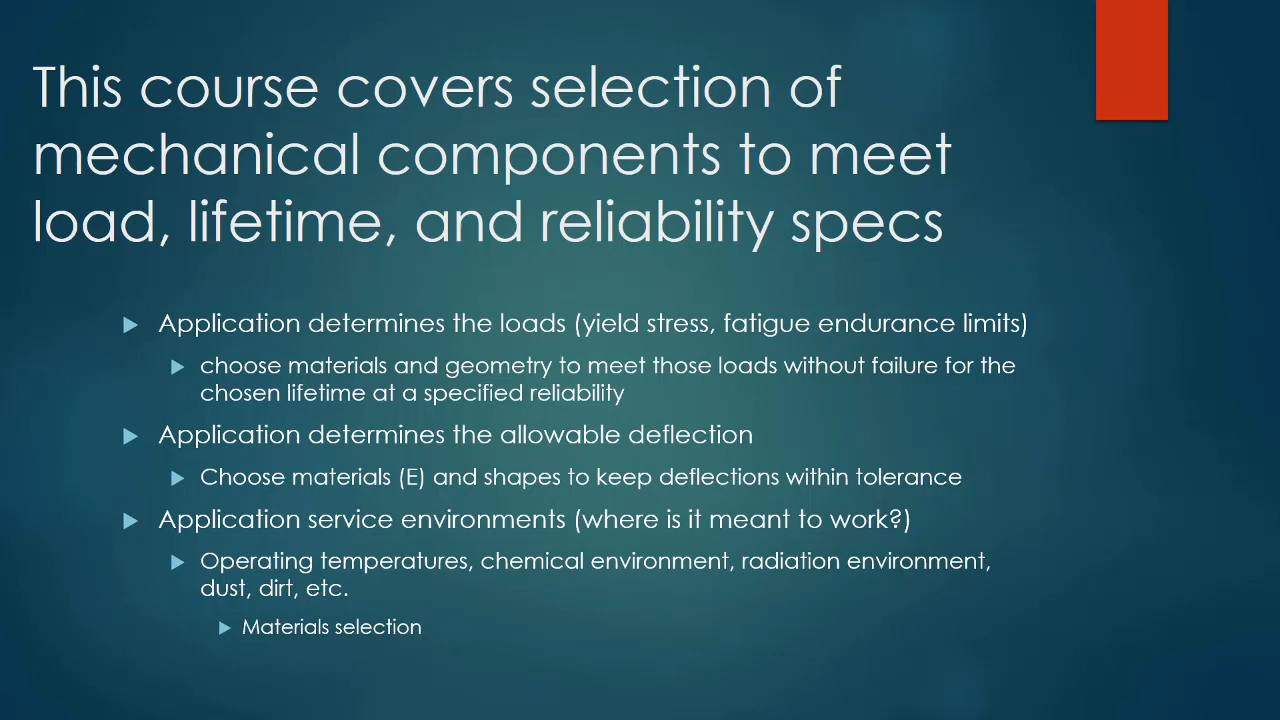 This course covers selection of
mechanical components to meet
load, lifetime, and reliability specs
Application determines the loads (yield stress, fatigue endurance limits)
choose materials and geometry to meet those loads without failure for the
chosen lifetime at a specified reliability
Application determines the allowable deflection
Choose materials (E) and shapes to keep deflections within tolerance
Application service environments (where is it meant to work?)
Operating temperatures, chemical environment, radiation environment,
dust, dirt, etc.
Materials selection